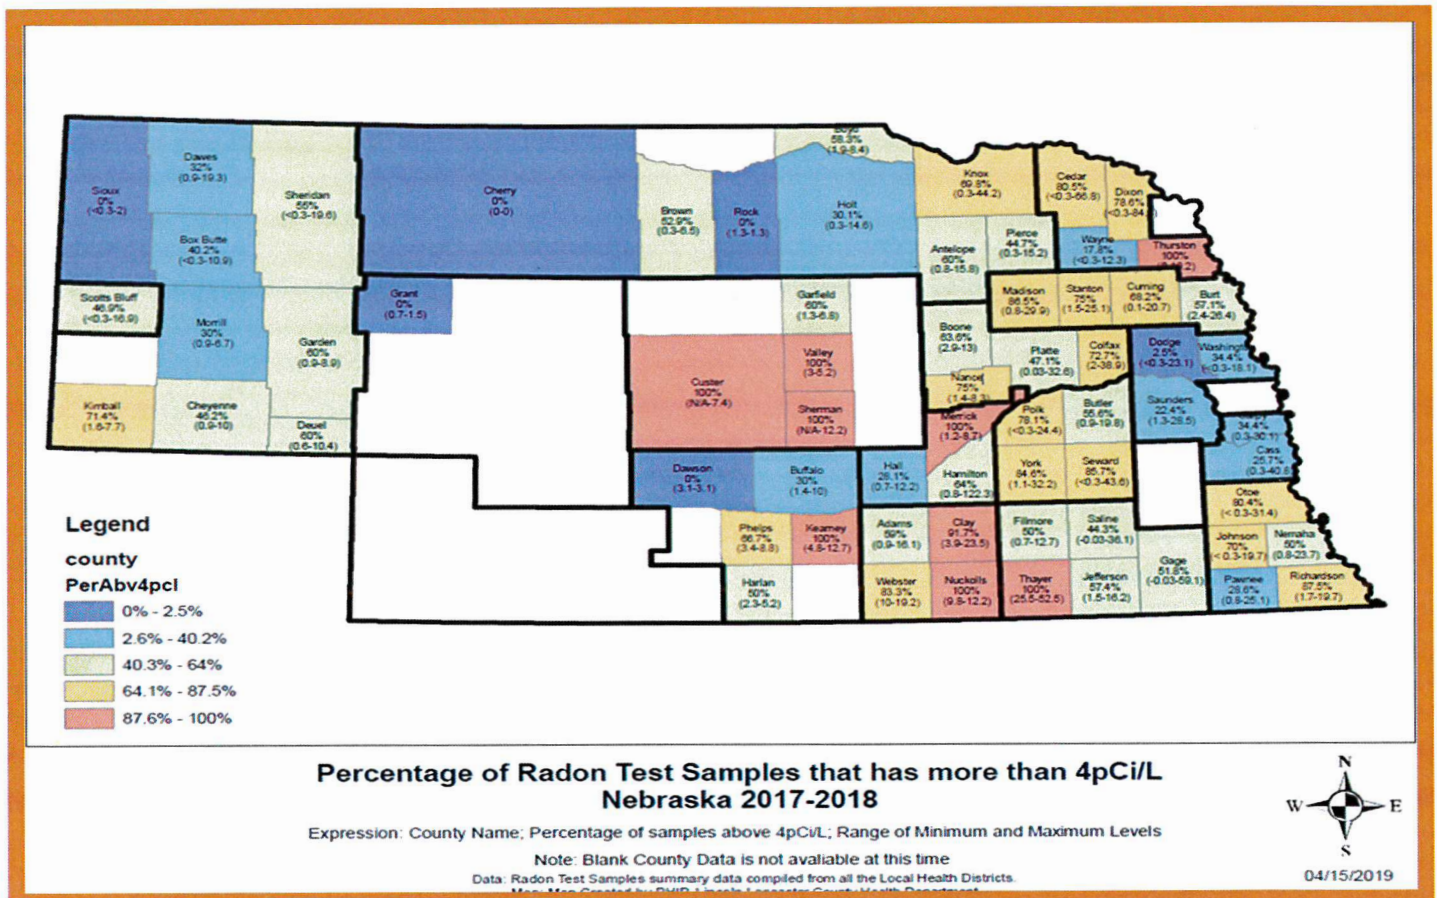 Dawes
32%
(0.9-19.3)
Sioux
0%
(<0.3-2)
Sheridan
55%
(<0.3-19.6)
Box Butte
40.2%
(<0.3-10.9)
Scotts Bluff
46.9%
(<0.3-16.9)
Morrill
30%
(0.9-6.7)
Garden
60%
(0.9-8.9)
Kimball
71.4%
(1.6-7.7)
Cheyenne
46.2%
(0.9-10)
Deuel
60%
(0.6-10.4)
Cherry
0%
(0-0)
Grant
0%
(0.7-1.5)
Brown
62.9%
(0.3-6.5)
Rock
0%
(1.3-1.3)
Boyd
58.3%
(1.9-8.4)
Holt
30.1%
(0.3-14.6)
Garfield
60%
(1.3-6.8)
Custer
100%
(N/A-7.4)
Valley
100%
(3-5.2)
Sherman
100%
(N/A-12.2)
Dawson
0%
(3.1-3.1)
Buffalo
30%
(1.4-10)
Phelps
66.7%
(3.4-8.8)
Kearney
100%
(4.8-12.7)
Harlan
50%
(2.3-5.2)
Knox
69.8%
(0.3-44.2)
Cedar
80.5%
(<0.3-66.8)
Dixon
78.6%
(<0.3-84.
Antelope
60%
(0.8-15.8)
Pierce
44.7%
(0.3-15.2)
Wayne
17.8%
(<0.3-12.3)
Thurston
100%
Madison
86.5%
(0.8-29.9)
Stanton
75%
(1.5-25.1)
Cuming
68.2%
(0.1-20.7)
Burt
57.1%
(2.4-26.4)
Boone
63.6%
(2.9-13)
Platte
47.1%
(0.03-32.6)
Colfax
72.7%
(2-38.9)
Dodge
2.5%
(<0.3-23.1)
Washington
34.4%
(<0.3-18.1)
Nance
75%
(1.4-8.3)
Merrick
100%
(1.2-8.7)
Polk
78.1%
(<0.3-24.4)
Butler
55.6%
(0.9-19.8)
Saunders
22.4%
(1.3-28.5)
34.4%
(0.3-30.1)
Cass
25.7%
(0.3-40.8)
Hall
28.1%
(0.7-12.2)
Hamilton
64%
(0.8-122.3)
York
84.6%
(1.1-32.2)
Seward
85.7%
(<0.3-43.6)
Otoe
80.4%
(< 0.3-31.4)
Adams
59%
(0.9-16.1)
Clay
91.7%
(3.9-23.5)
Fillmore
50%
(0.7-12.7)
Saline
44.3%
(-0.03-36.1)
Gage
51.8%
(-0.03-59.1)
Johnson
70%
(< 0.3-19.7)
Nemaha
50%
(0.8-23.7)
Webster
83.3%
(10-19.2)
Nuckolls
100%
(9.8-12.2)
Thayer
100%
(25.5-52.5)
Jefferson
57.4%
(1.5-16.2)
Pawnee
28.6%
(0.8-25.1)
Richardson
87.5%
(1.7-19.7)
Legend
county
PerAbv4pcl
0% - 2.5%
2.6% - 40.2%
40.3% - 64%
64.1% - 87.5%
87.6% - 100%
Percentage of Radon Test Samples that has more than 4pCi/L
Nebraska 2017-2018
Expression: County Name; Percentage of samples above 4pCi/L; Range of Minimum and Maximum Levels
Note: Blank County Data is not avaliable at this time
Data: Radon Test Samples summary data compiled from all the Local Health Districts.
N
W
E
S
04/15/2019